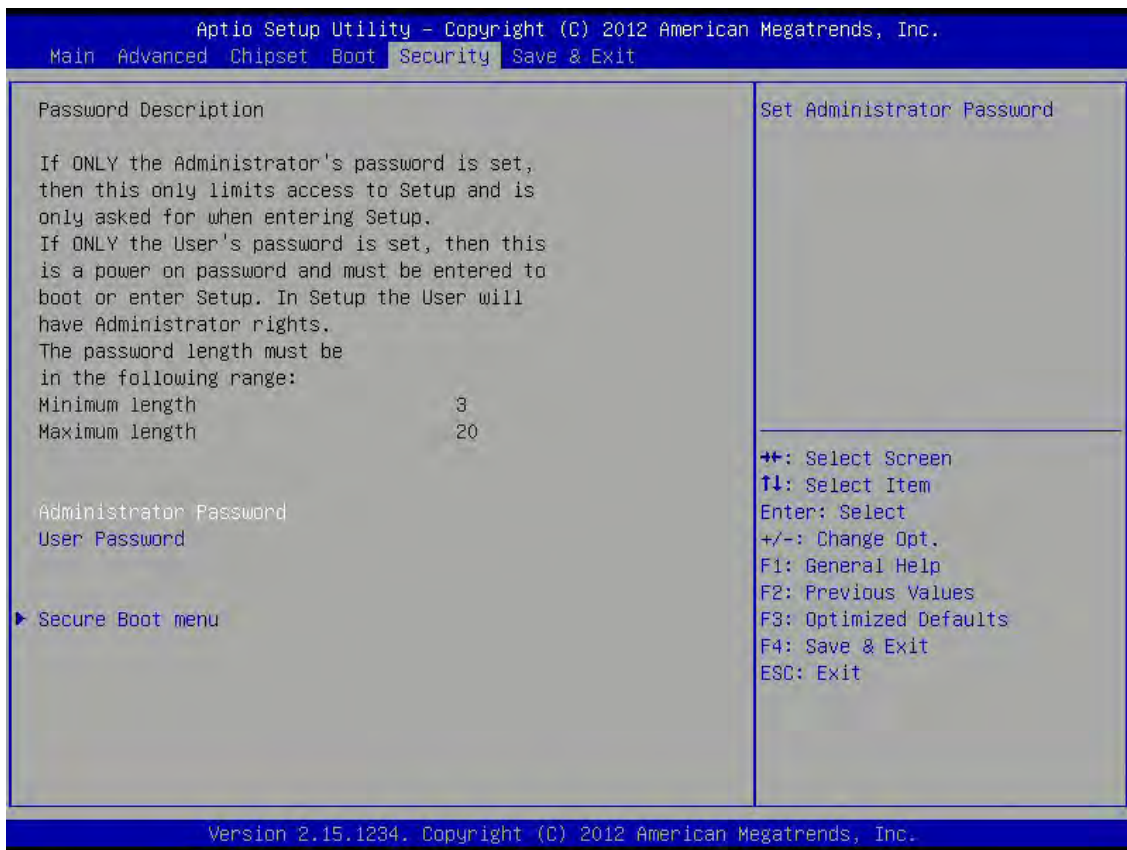 Aptio Setup Utility – Copyright (C) 2012 American Megatrends, Inc.
Main Advanced Chipset Boot Security Save & Exit
Password Description
If ONLY the Administrator's password is set,
then this only limits access to Setup and is
only asked for when entering Setup.
If ONLY the User's password is set, then this
is a power on password and must be entered to
boot or enter Setup. In Setup the User will
have Administrator rights.
The password length must be
in the following range:
Minimum length 3
Maximum length 20
Administrator Password
User Password
▶ Secure Boot menu
Set Administrator Password
→←: Select Screen
↑↓: Select Item
Enter: Select
+/-: Change Opt.
F1: General Help
F2: Previous Values
F3: Optimized Defaults
F4: Save & Exit
ESC: Exit
Version 2.15.1234. Copyright (C) 2012 American Megatrends, Inc.